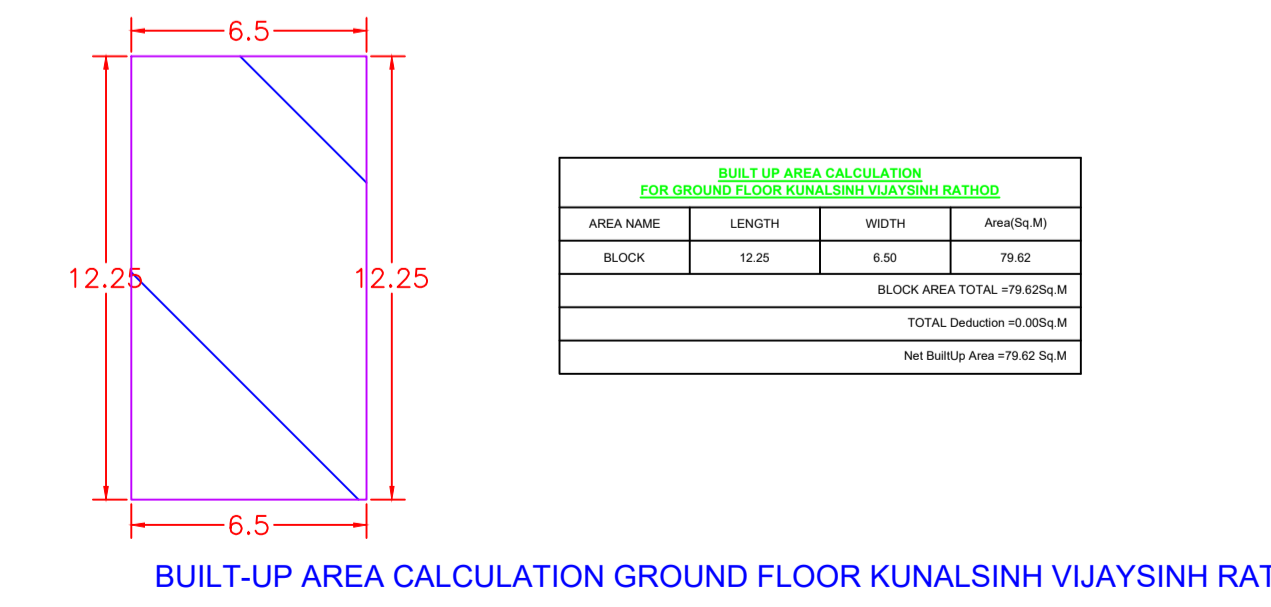 6.5
12.25
12.25
6.5
BUILT UP AREA CALCULATION
FOR GROUND FLOOR KUNALSINH VIJAYSINH RATHOD
AREA NAME LENGTH WIDTH Area(Sq.M)
BLOCK 12.25 6.50 79.62
BLOCK AREA TOTAL =79.62Sq.M
TOTAL Deduction =0.00Sq.M
Net BuiltUp Area =79.62 Sq.M
BUILT-UP AREA CALCULATION GROUND FLOOR KUNALSINH VIJAYSINH RAT